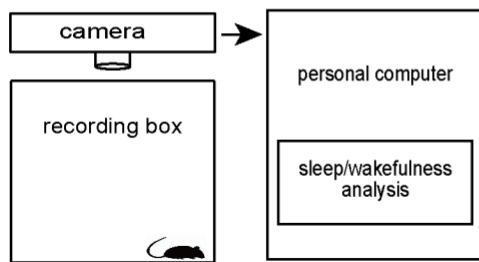 camera
recording box
personal computer
sleep/wakefulness
analysis